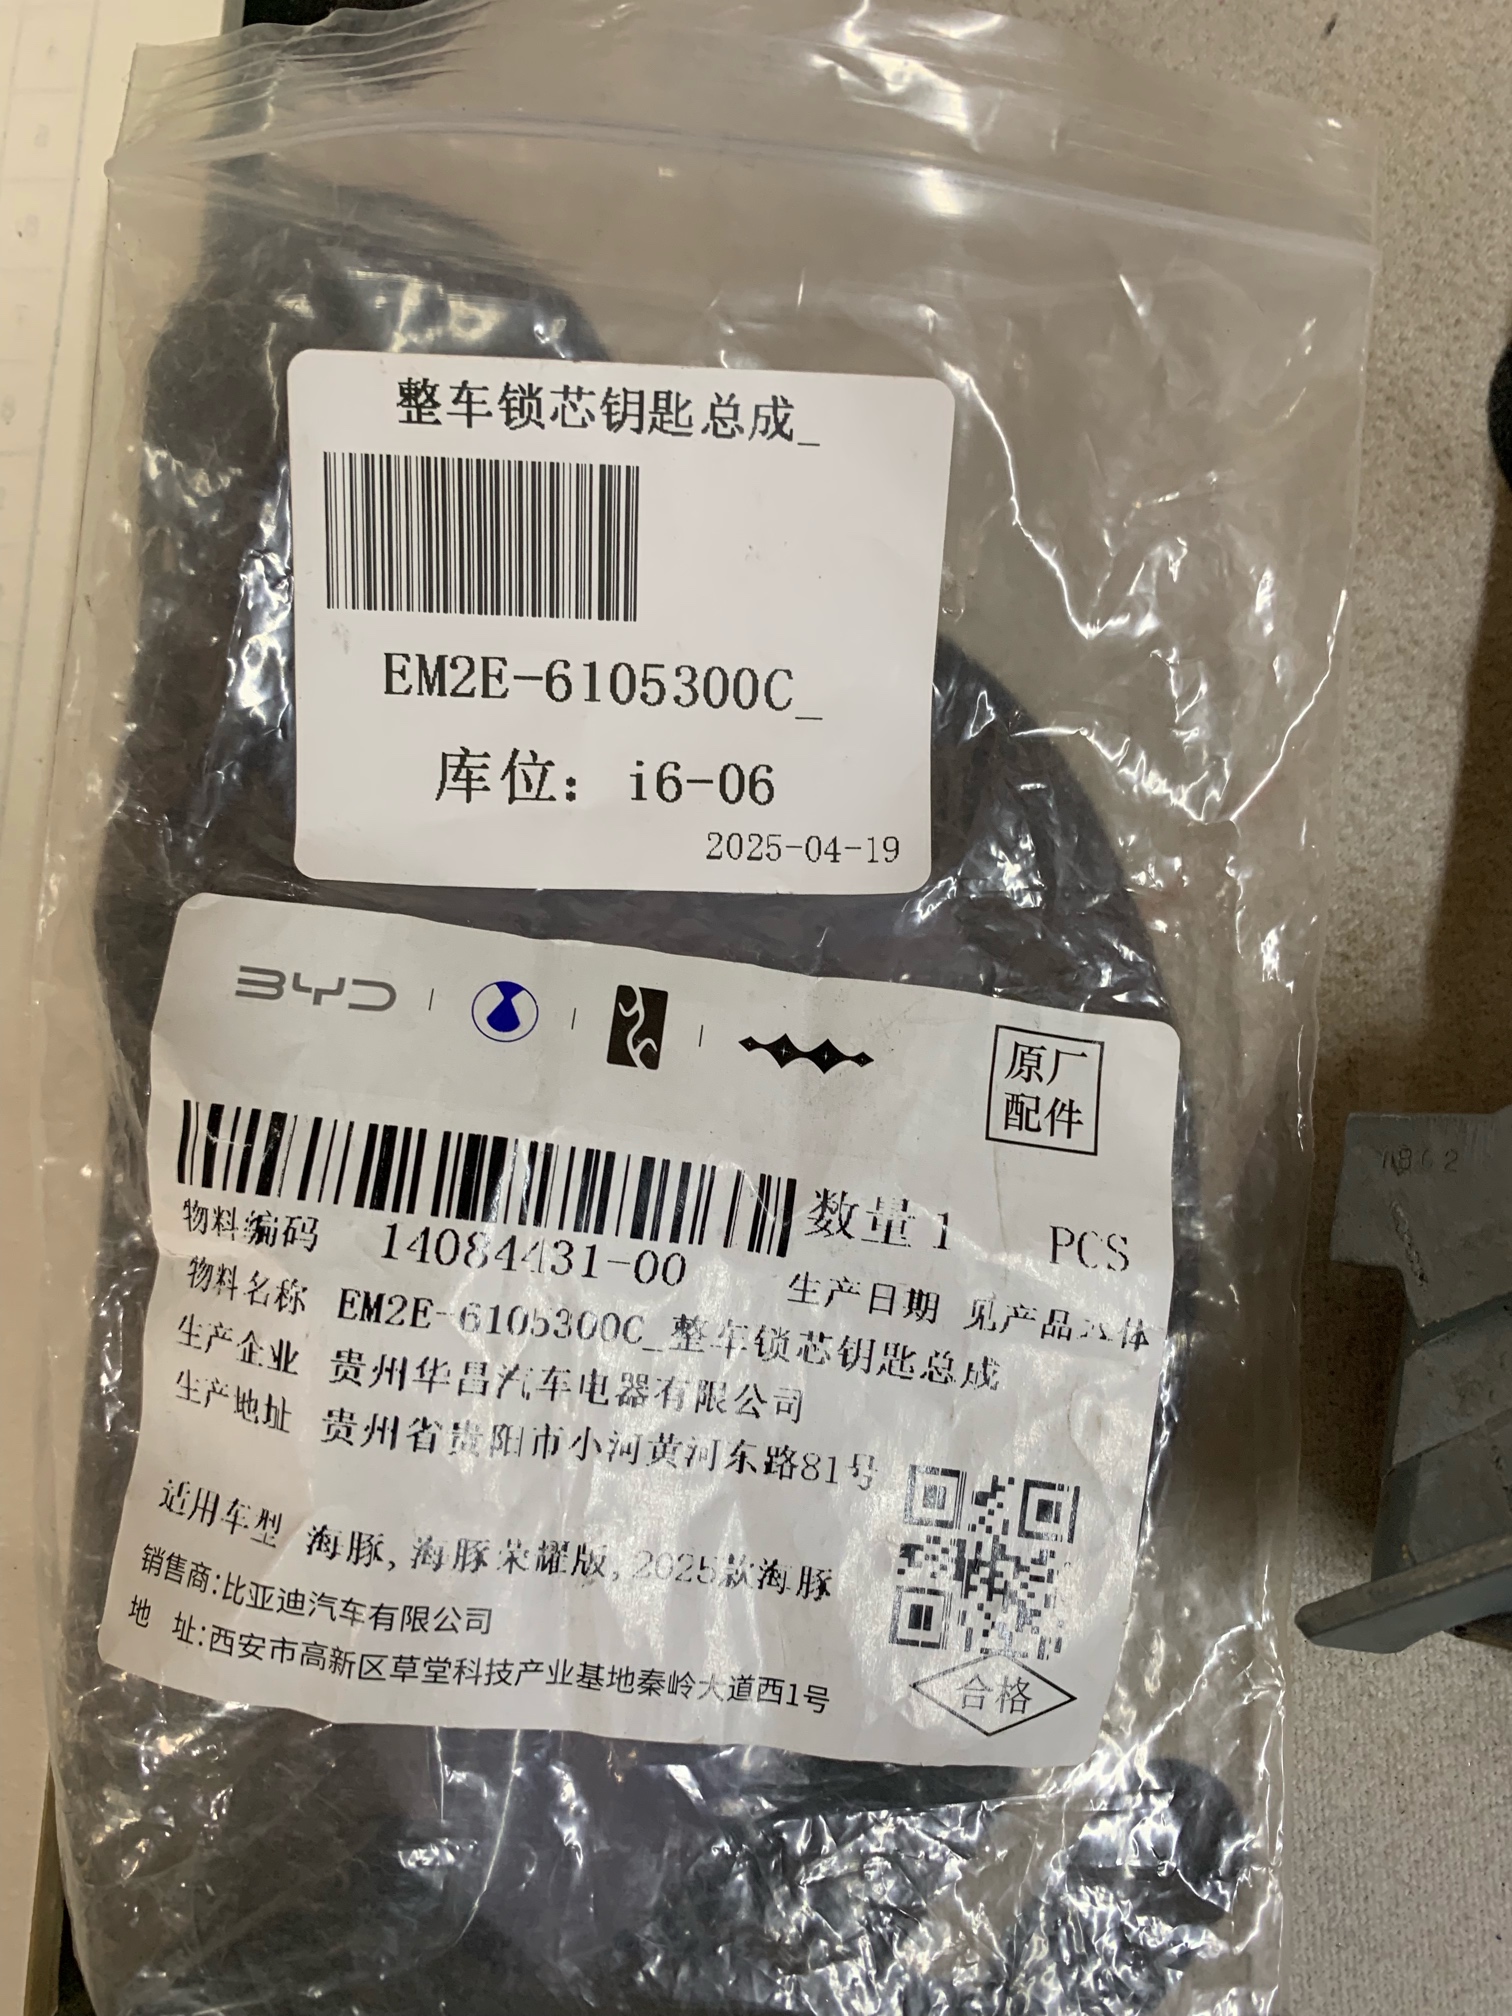 整车锁芯钥匙总成_
EM2E-6105300C_
库位： i6-06
2025-04-19
BYD
原厂
配件
数量 1 PCS
物料编码 14084431-00
生产日期 见产品本体
物料名称 EM2E-6105300C_整车锁芯钥匙总成
生产企业 贵州华昌汽车电器有限公司
生产地址 贵州省贵阳市小河黄河东路81号
适用车型 海豚, 海豚荣耀版, 2025款海豚
销售商:比亚迪汽车有限公司
地 址:西安市高新区草堂科技产业基地秦岭大道西1号
合格